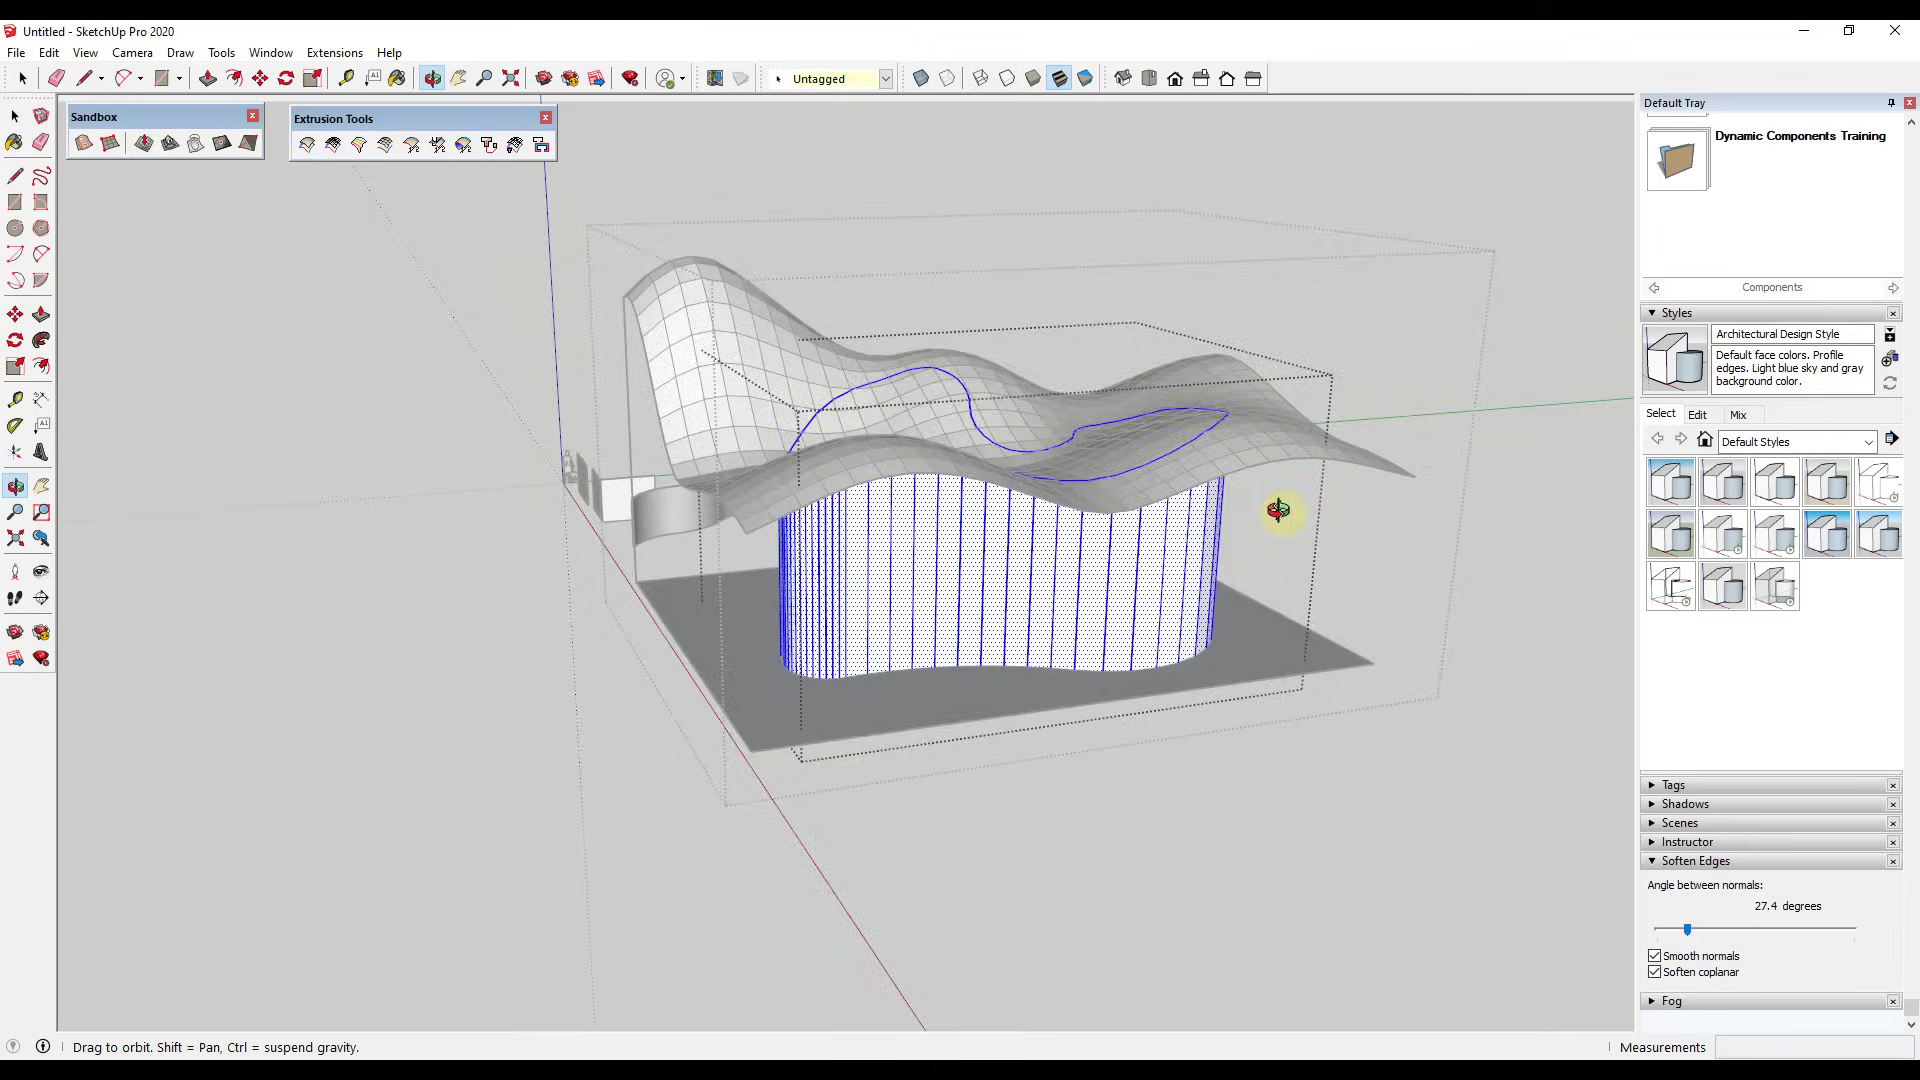 Untitled - SketchUp Pro 2020
File Edit View Camera Draw Tools Window Extensions Help
Untagged
Sandbox
Extrusion Tools
Default Tray
Dynamic Components Training
Components
Styles
Architectural Design Style
Default face colors. Profile
edges. Light blue sky and gray
background color.
Select Edit Mix
Default Styles
Tags
Shadows
Scenes
Instructor
Soften Edges
Angle between normals:
27.4 degrees
Smooth normals
Soften coplanar
Fog
Drag to orbit. Shift = Pan, Ctrl = suspend gravity.
Measurements